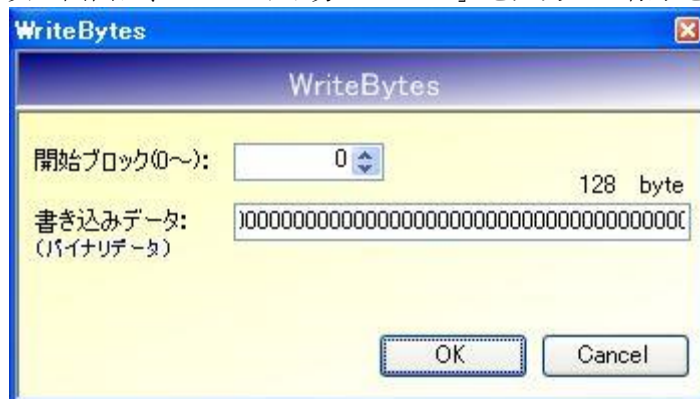 WriteBytes
WriteBytes
開始ブロック(0～):
0
128 byte
書き込みデータ:
(バイナリデータ)
OK
Cancel